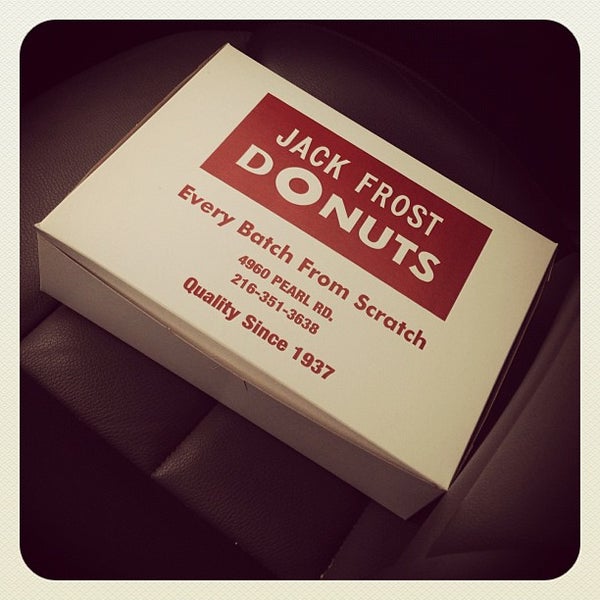 JACK FROST
DONUTS
Every Batch From Scratch
4960 PEARL RD.
216-351-3638
Quality Since 1937